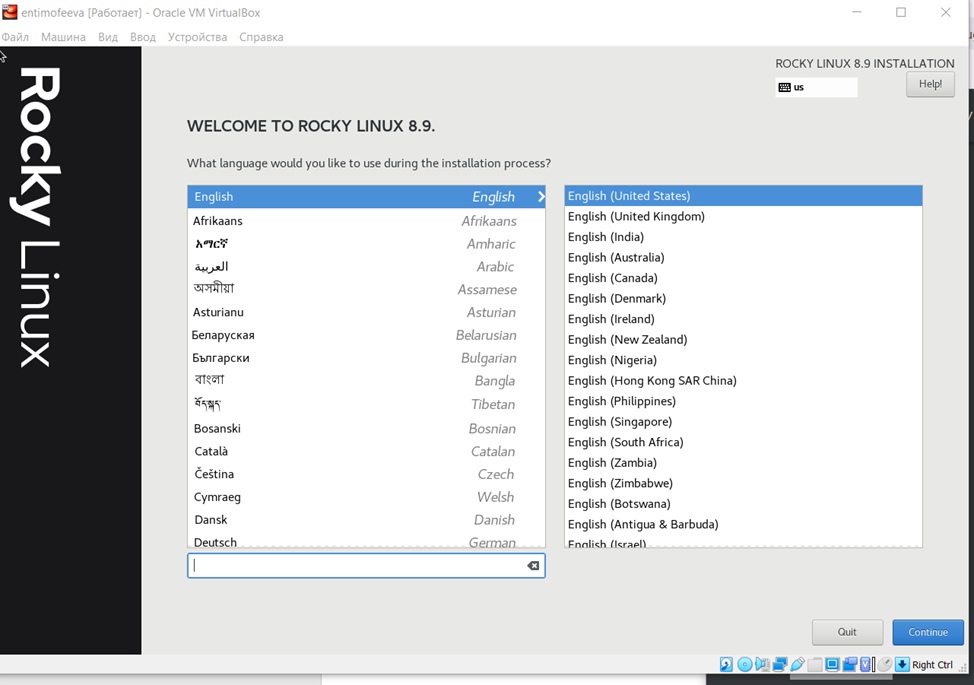 entimofeeva [Работает] - Oracle VM VirtualBox
Файл Машина Вид Ввод Устройства Справка
Rocky Linux
ROCKY LINUX 8.9 INSTALLATION
us
Help!
WELCOME TO ROCKY LINUX 8.9.
What language would you like to use during the installation process?
English English
Afrikaans Afrikaans
አማርኛ Amharic
العربية Arabic
অসমীয়া Assamese
Asturianu Asturian
Беларуская Belarusian
Български Bulgarian
বাংলা Bangla
བོད་སྐད་ Tibetan
Bosanski Bosnian
Català Catalan
Čeština Czech
Cymraeg Welsh
Dansk Danish
Deutsch German
English (United States)
English (United Kingdom)
English (India)
English (Australia)
English (Canada)
English (Denmark)
English (Ireland)
English (New Zealand)
English (Nigeria)
English (Hong Kong SAR China)
English (Philippines)
English (Singapore)
English (South Africa)
English (Zambia)
English (Zimbabwe)
English (Botswana)
English (Antigua & Barbuda)
English (Israel)
Quit
Continue
Right Ctrl